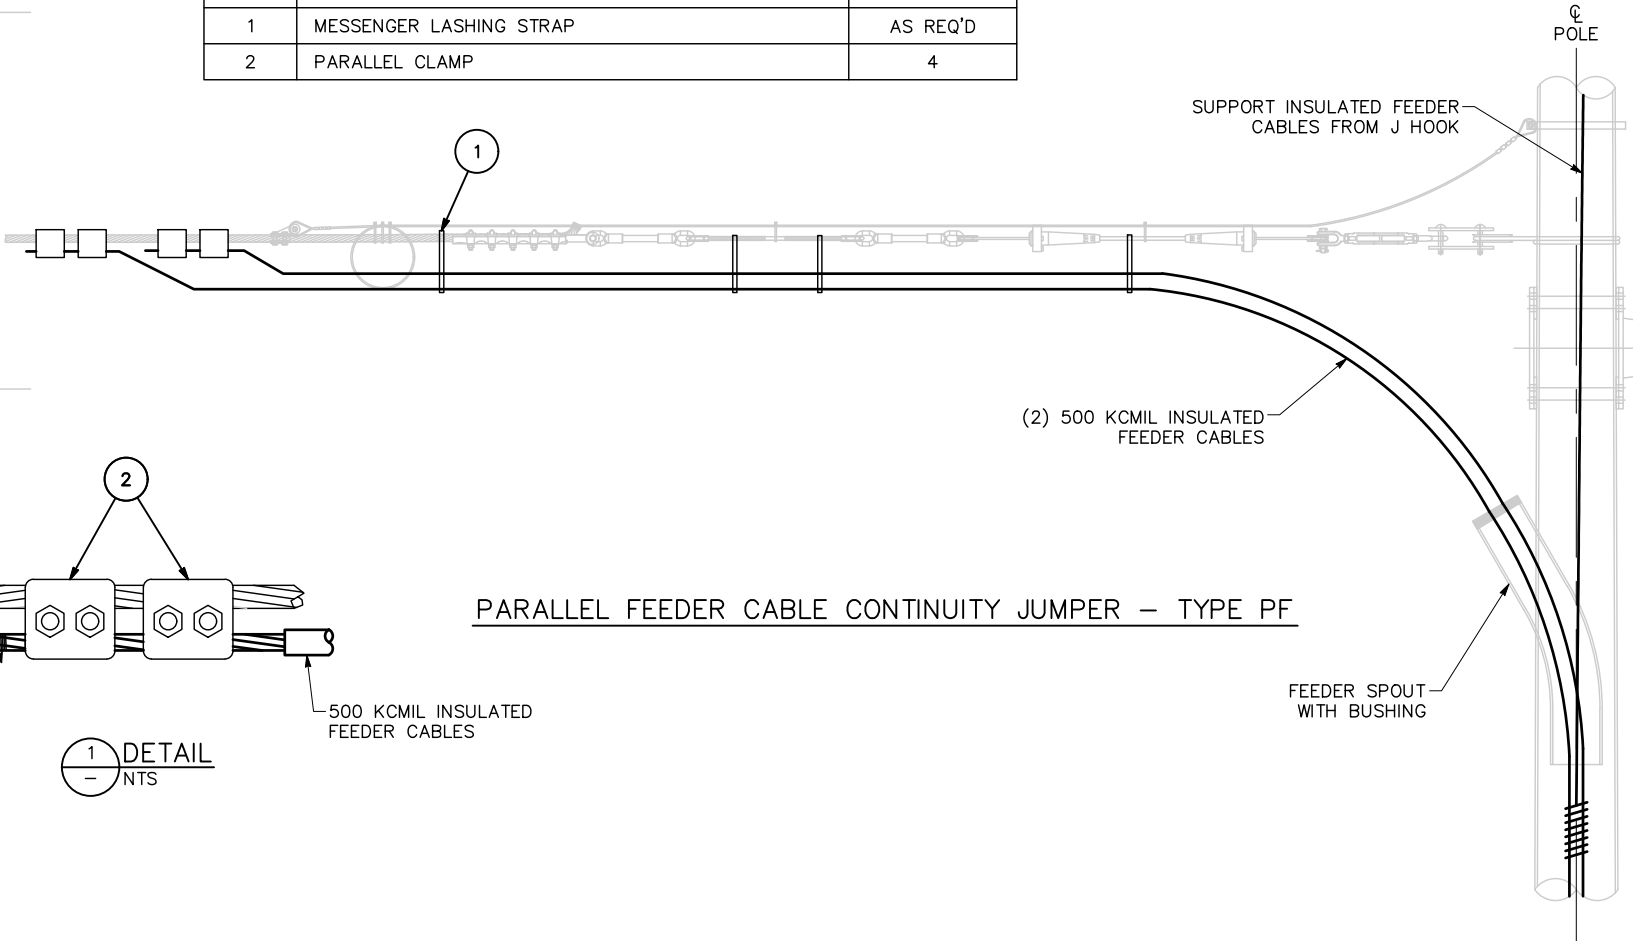 1 MESSENGER LASHING STRAP AS REQ'D
2 PARALLEL CLAMP 4
℄
POLE
SUPPORT INSULATED FEEDER
CABLES FROM J HOOK
1
(2) 500 KCMIL INSULATED
FEEDER CABLES
2
PARALLEL FEEDER CABLE CONTINUITY JUMPER – TYPE PF
FEEDER SPOUT
WITH BUSHING
500 KCMIL INSULATED
FEEDER CABLES
1 DETAIL
– NTS